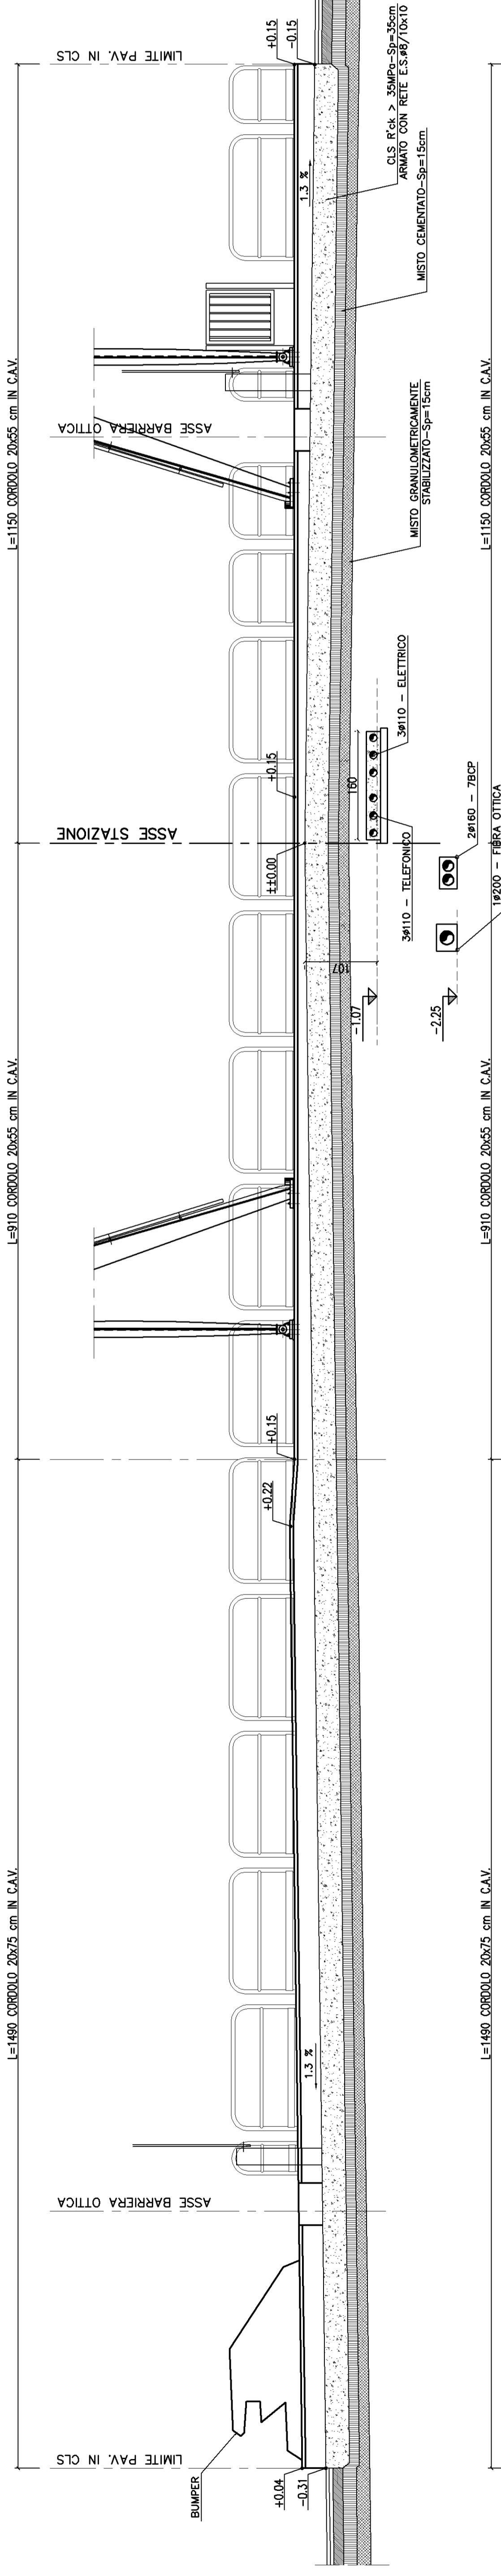 L=1490 CORDOLO 20x75 cm IN C.A.V.
L=910 CORDOLO 20x55 cm IN C.A.V.
L=1150 CORDOLO 20x55 cm IN C.A.V.
LIMITE PAV. IN CLS
ASSE BARRIERA OTTICA
ASSE STAZIONE
ASSE BARRIERA OTTICA
LIMITE PAV. IN CLS
BUMPER
+0.04
-0.31
1.3 %
+0.22
+0.15
±±0.00
+0.15
1.3 %
+0.15
-0.15
107
-1.07
160
3ø110 - TELEFONICO
3ø110 - ELETTRICO
-2.25
2ø160 - 7BCP
1ø200 - FIBRA OTTICA
MISTO GRANULOMETRICAMENTE
STABILIZZATO-Sp=15cm
MISTO CEMENTATO-Sp=15cm
CLS R'ck > 35MPa-Sp=35cm
ARMATO CON RETE E.S.ø8/10x10
L=1490 CORDOLO 20x75 cm IN C.A.V.
L=910 CORDOLO 20x55 cm IN C.A.V.
L=1150 CORDOLO 20x55 cm IN C.A.V.